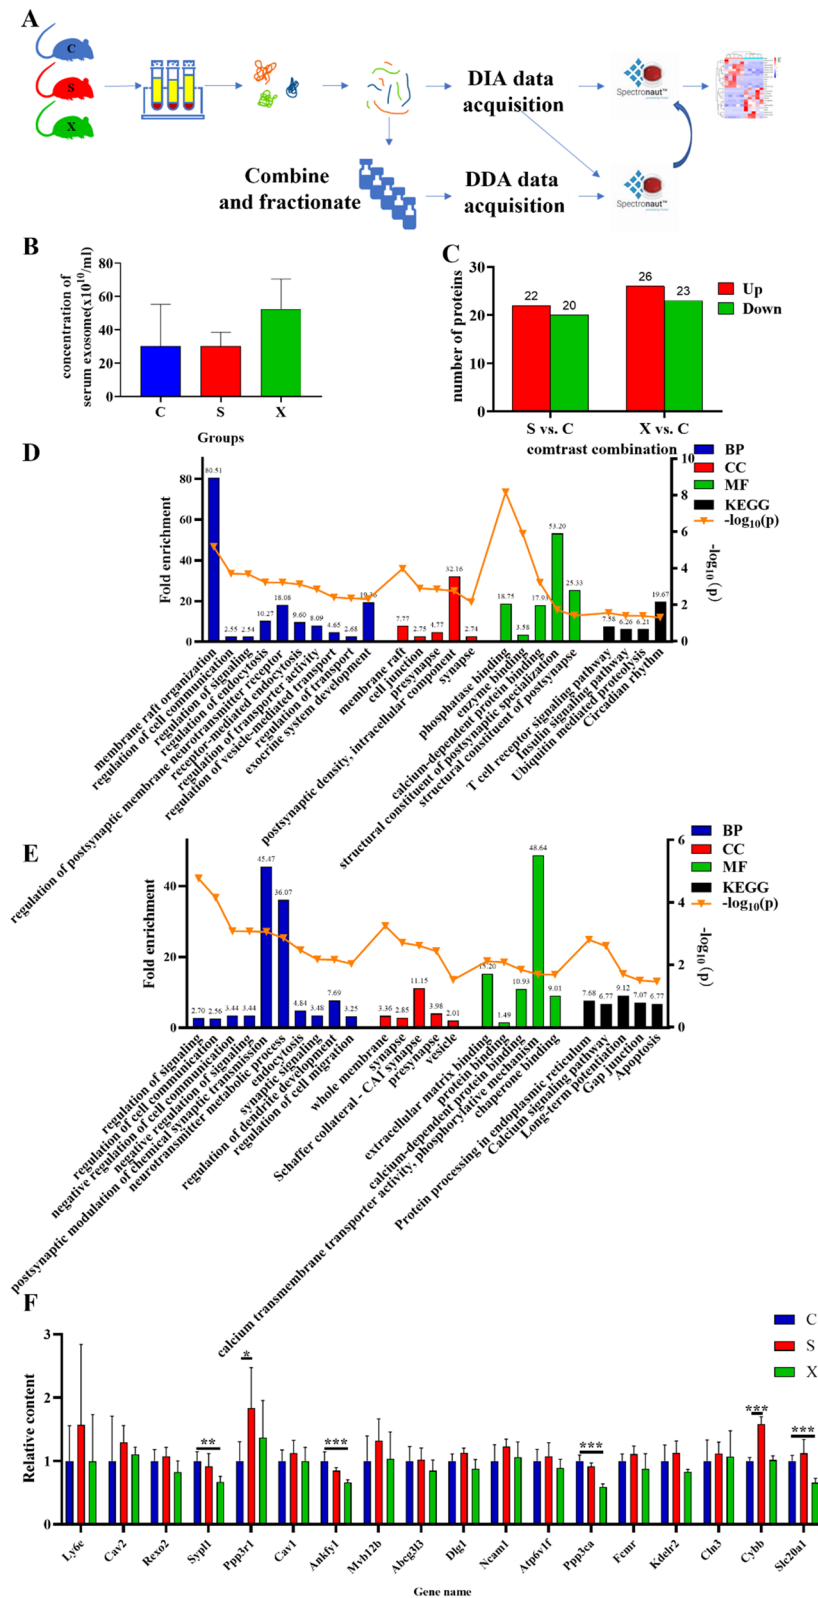 A
C
S
X
DIA data
acquisition
Spectronaut™
Combine
and fractionate
DDA data
acquisition
Spectronaut™
B
concentration of
serum exosome(x10¹⁰/ml)
80
60
40
20
0
C
S
X
Groups
C
number of proteins
30
20
10
0
22
20
26
23
Up
Down
S vs. C
X vs. C
comtrast combination
D
Fold enrichment
80
60
40
20
0
80.51
2.55
2.54
10.27
18.08
9.60
8.09
4.65
2.68
19.36
7.77
2.75
4.77
32.16
2.74
18.75
3.58
17.93
53.20
25.33
7.58
6.26
6.21
19.67
10
8
6
4
2
0
-log₁₀ (p)
BP
CC
MF
KEGG
-log₁₀(p)
membrane raft organization
regulation of cell communication
regulation of signaling
regulation of endocytosis
regulation of postsynaptic membrane neurotransmitter receptor
receptor-mediated endocytosis
regulation of transporter activity
regulation of vesicle-mediated transport
regulation of transport
exocrine system development
membrane raft
cell junction
presynapse
postsynaptic density, intracellular component
synapse
phosphatase binding
enzyme binding
calcium-dependent protein binding
structural constituent of postsynaptic specialization
structural constituent of postsynapse
T cell receptor signaling pathway
Insulin signaling pathway
Ubiquitin mediated proteolysis
Circadian rhythm
E
Fold enrichment
40
20
0
2.70
2.56
3.44
3.44
45.47
36.07
4.84
3.48
7.69
3.25
3.36
2.85
11.15
3.98
2.01
15.20
1.49
10.93
48.64
9.01
7.68
6.77
9.12
7.07
6.77
6
4
2
0
-log₁₀ (p)
BP
CC
MF
KEGG
-log₁₀(p)
regulation of signaling
regulation of cell communication
negative regulation of cell communication
negative regulation of signaling
postsynaptic modulation of chemical synaptic transmission
neurotransmitter metabolic process
endocytosis
synaptic signaling
regulation of dendrite development
regulation of cell migration
whole membrane
synapse
Schaffer collateral - CA1 synapse
presynapse
vesicle
extracellular matrix binding
protein binding
calcium-dependent protein binding
calcium transmembrane transporter activity, phosphorylative mechanism
chaperone binding
Protein processing in endoplasmic reticulum
Calcium signaling pathway
Long-term potentiation
Gap junction
Apoptosis
F
Relative content
3
2
1
0
**
*
***
***
***
***
C
S
X
Ly6c
Cav2
Rexo2
Sypl1
Ppp3r1
Cav1
Ankfy1
Mvb12b
Abcg3l3
Dlg1
Ncam1
Atp6v1f
Ppp3ca
Fcmr
Kdelr2
Cln3
Cybb
Slc20a1
Gene name